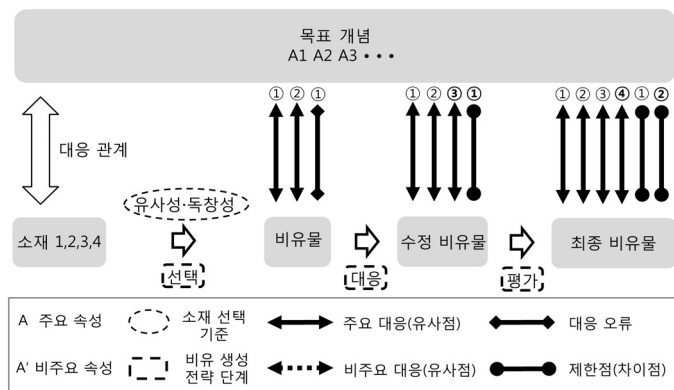 목표 개념
A1 A2 A3 • • •
① ② ①
① ② ③ ①
① ② ③ ④ ① ②
대응 관계
유사성·독창성
소재 1,2,3,4
선택
비유물
대응
수정 비유물
평가
최종 비유물
A 주요 속성
소재 선택
기준
주요 대응(유사점)
대응 오류
A' 비주요 속성
비유 생성
전략 단계
비주요 대응(유사점)
제한점(차이점)